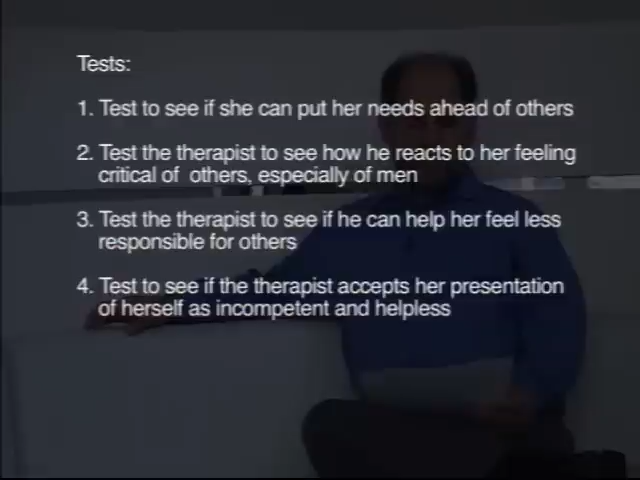 Tests:
1. Test to see if she can put her needs ahead of others
2. Test the therapist to see how he reacts to her feeling
critical of others, especially of men
3. Test the therapist to see if he can help her feel less
responsible for others
4. Test to see if the therapist accepts her presentation
of herself as incompetent and helpless